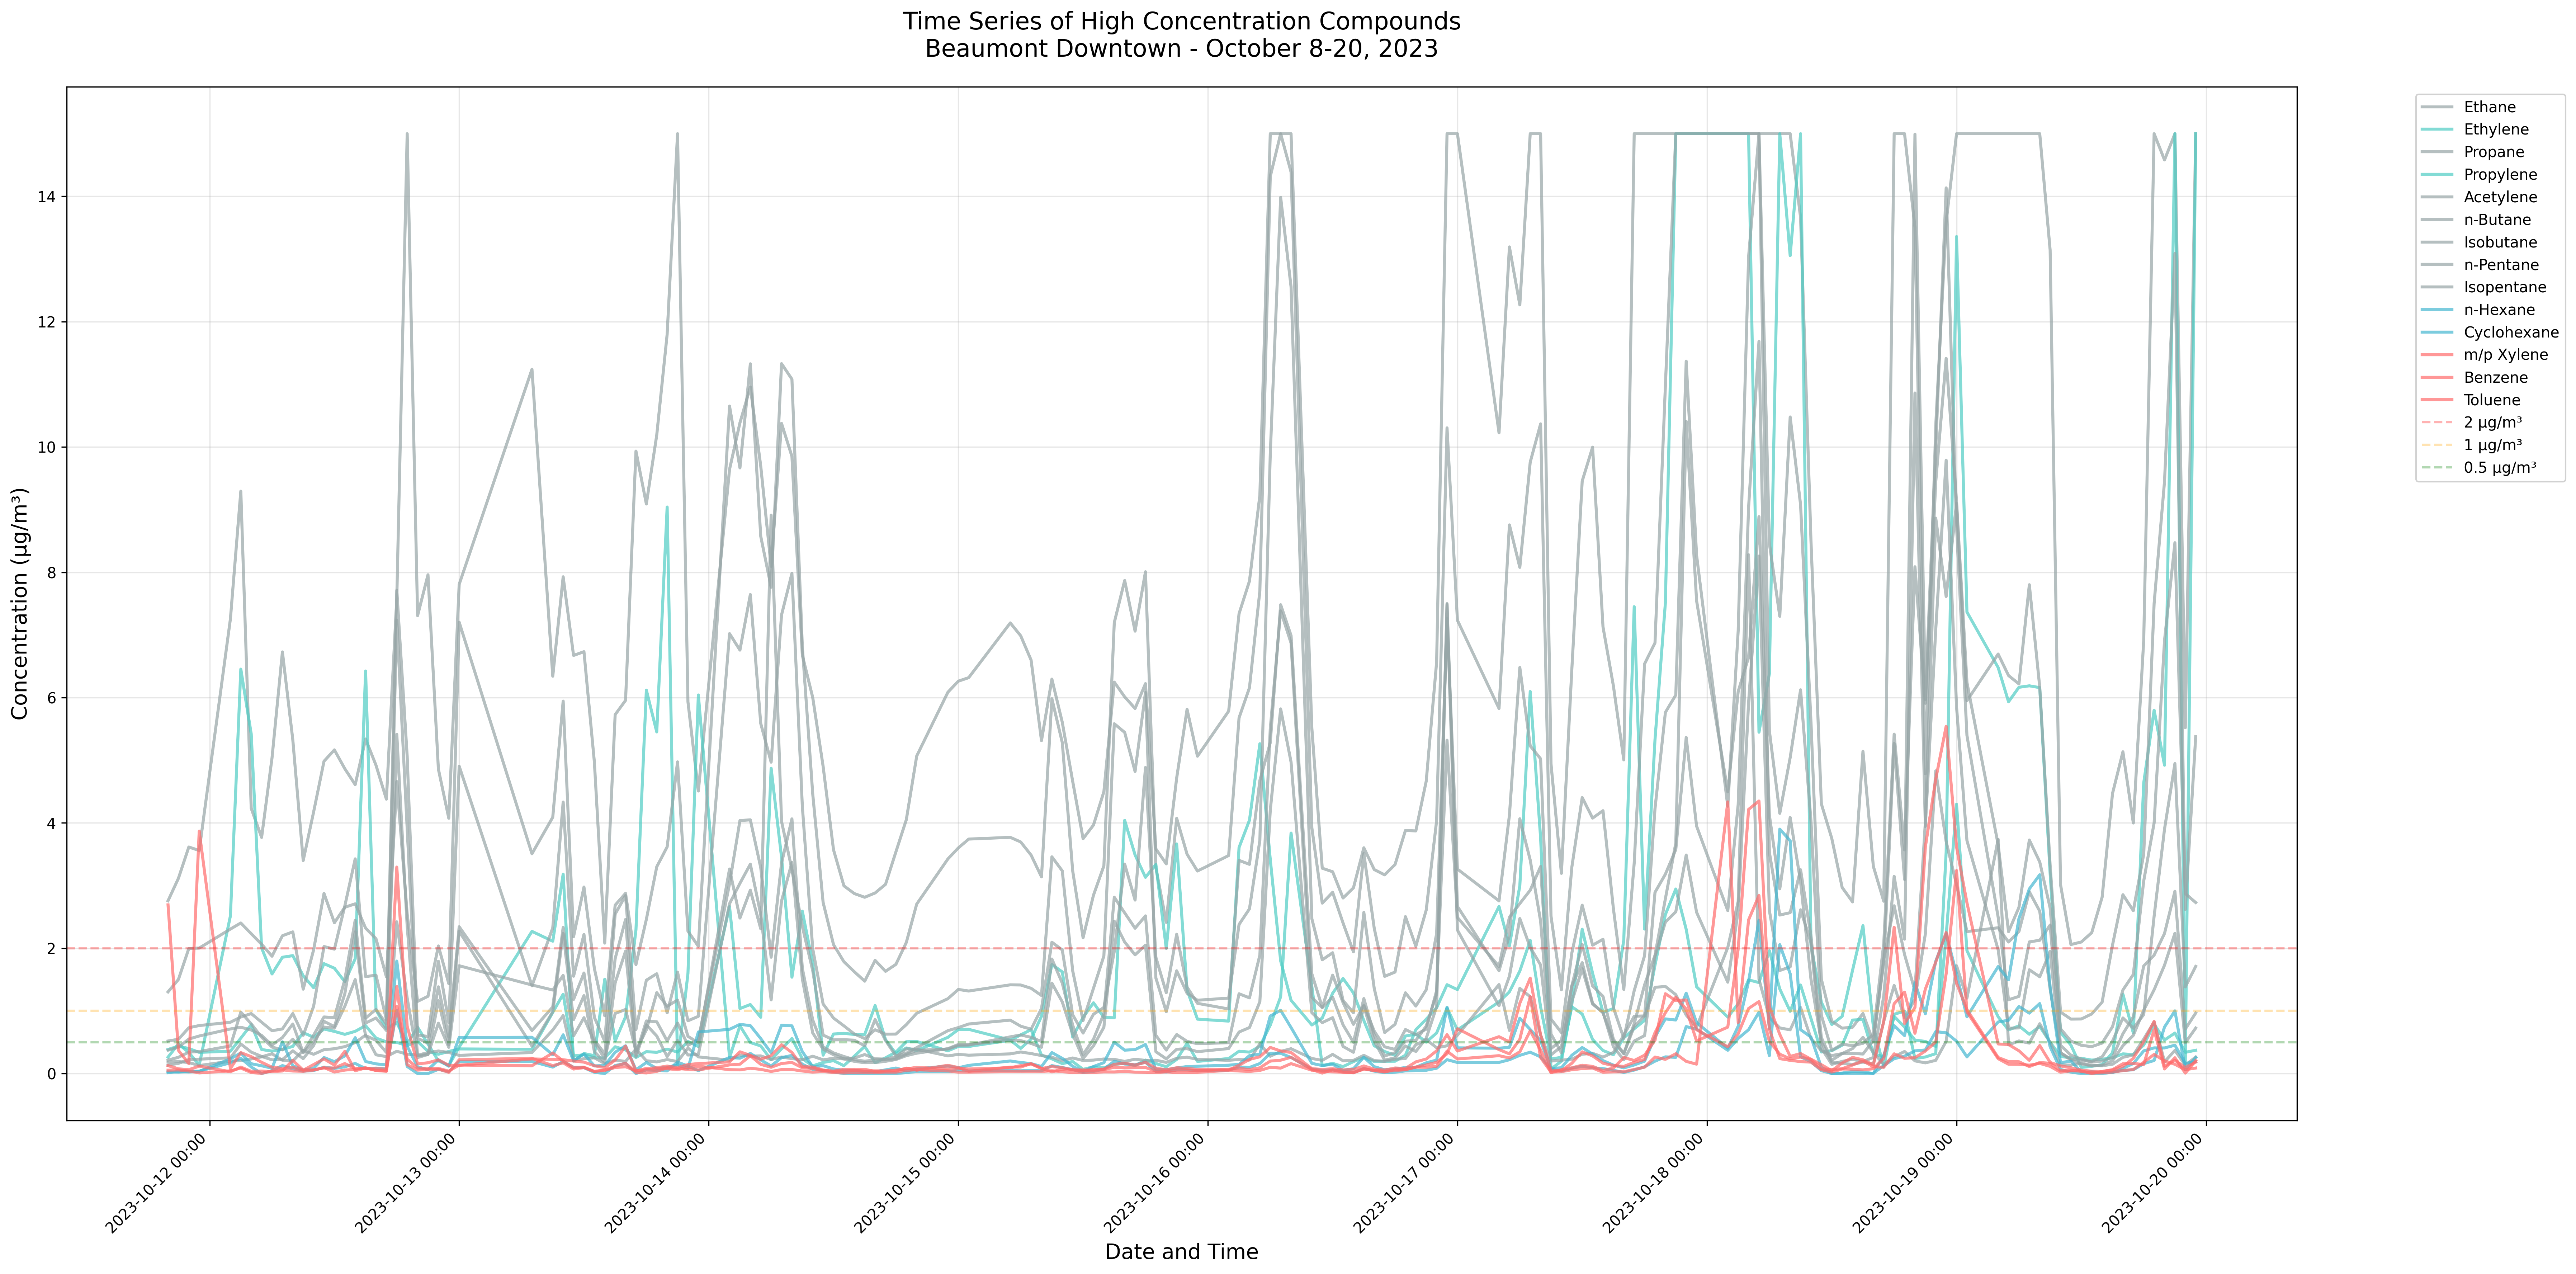 Time Series of High Concentration Compounds
Beaumont Downtown - October 8-20, 2023
Concentration (μg/m³)
14
12
10
8
6
4
2
0
2023-10-12 00:00
2023-10-13 00:00
2023-10-14 00:00
2023-10-15 00:00
2023-10-16 00:00
2023-10-17 00:00
2023-10-18 00:00
2023-10-19 00:00
2023-10-20 00:00
Date and Time
Ethane
Ethylene
Propane
Propylene
Acetylene
n-Butane
Isobutane
n-Pentane
Isopentane
n-Hexane
Cyclohexane
m/p Xylene
Benzene
Toluene
2 μg/m³
1 μg/m³
0.5 μg/m³